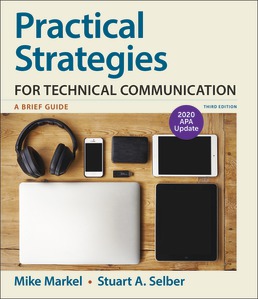 Practical
Strategies
FOR TECHNICAL COMMUNICATION
A BRIEF GUIDE
THIRD EDITION
2020
APA
Update
Mike Markel • Stuart A. Selber